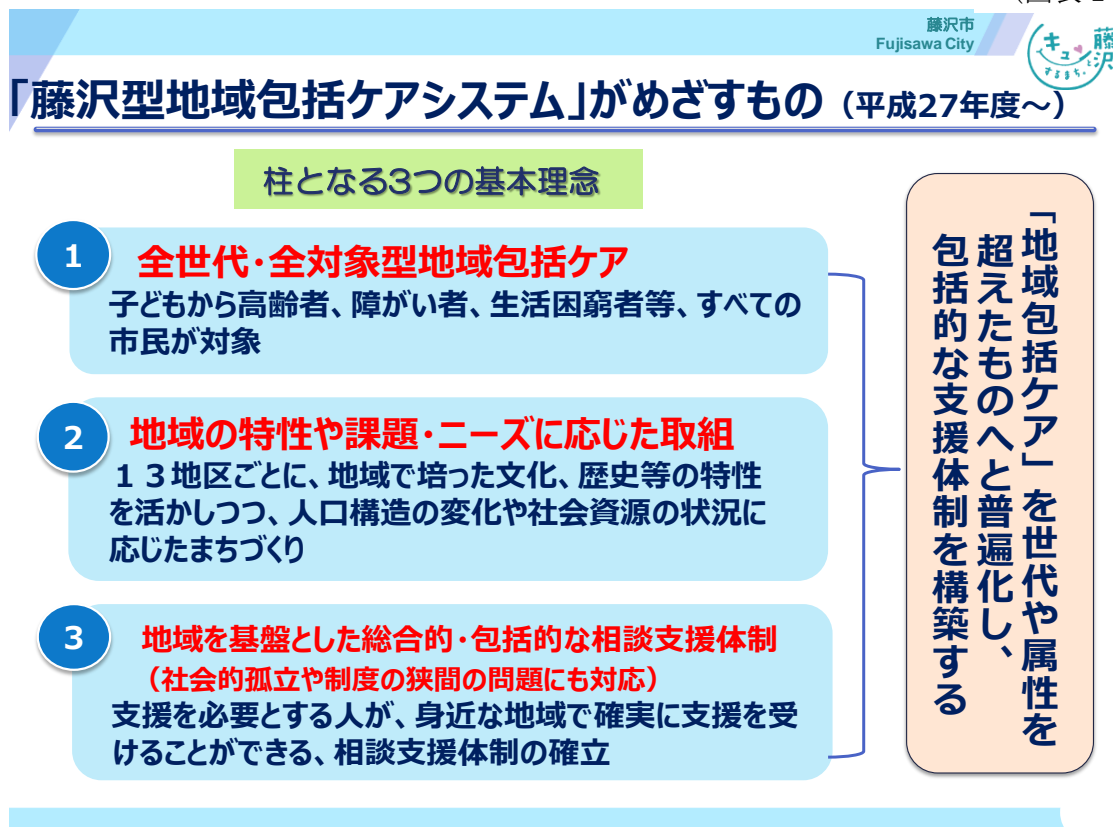 藤沢市
Fujisawa City
キュンとするまち。藤沢
「藤沢型地域包括ケアシステム」がめざすもの（平成27年度～）
柱となる3つの基本理念
1
全世代・全対象型地域包括ケア
子どもから高齢者、障がい者、生活困窮者等、すべての
市民が対象
2
地域の特性や課題・ニーズに応じた取組
１３地区ごとに、地域で培った文化、歴史等の特性
を活かしつつ、人口構造の変化や社会資源の状況に
応じたまちづくり
3
地域を基盤とした総合的・包括的な相談支援体制
（社会的孤立や制度の狭間の問題にも対応）
支援を必要とする人が、身近な地域で確実に支援を受
けることができる、相談支援体制の確立
「地域包括ケア」を世代や属性を
超えたものへと普遍化し、
包括的な支援体制を構築する